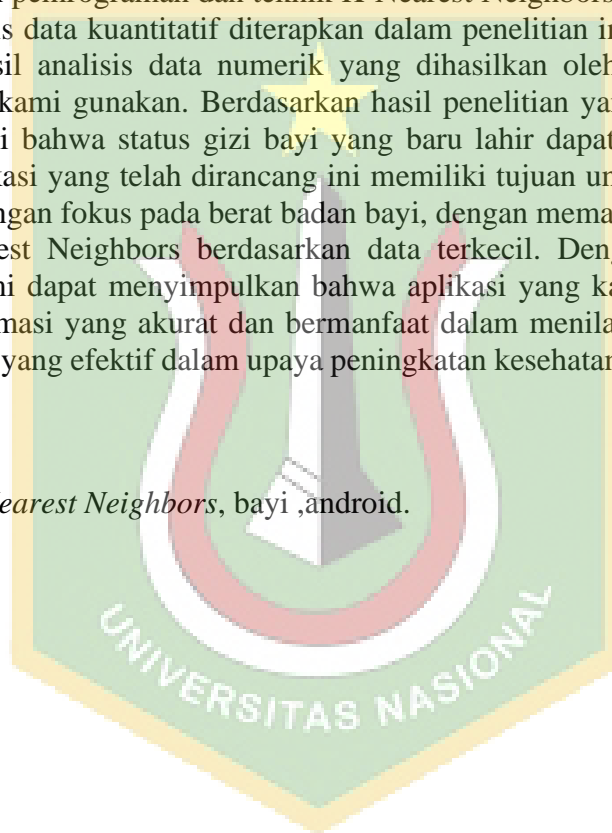 pemrograman dan teknik K-Nearest Neighbors
s data kuantitatif diterapkan dalam penelitian in
sil analisis data numerik yang dihasilkan oleh
kami gunakan. Berdasarkan hasil penelitian ya
i bahwa status gizi bayi yang baru lahir dapat
kasi yang telah dirancang ini memiliki tujuan un
ngan fokus pada berat badan bayi, dengan mema
est Neighbors berdasarkan data terkecil. Deng
ni dapat menyimpulkan bahwa aplikasi yang ka
masi yang akurat dan bermanfaat dalam menila
yang efektif dalam upaya peningkatan kesehatan
earest Neighbors, bayi ,android.
UNIVERSITAS NASIONAL